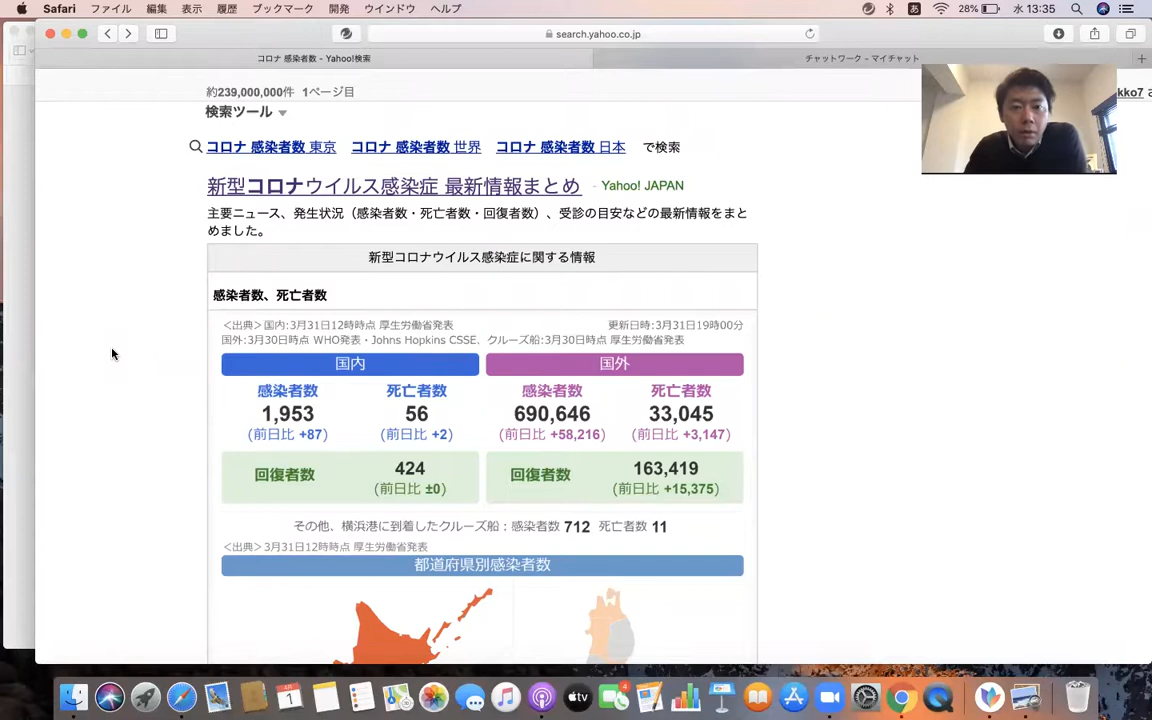 Safari ファイル 編集 表示 履歴 ブックマーク 開発 ウインドウ ヘルプ あ 28% 水 13:35
search.yahoo.co.jp
コロナ 感染者数 - Yahoo!検索 チャットワーク - マイチャット
約239,000,000件 1ページ目
kko7 さ
検索ツール
コロナ 感染者数 東京 コロナ 感染者数 世界 コロナ 感染者数 日本 で検索
新型コロナウイルス感染症 最新情報まとめ - Yahoo! JAPAN
主要ニュース、発生状況（感染者数・死亡者数・回復者数）、受診の目安などの最新情報をまと
めました。
新型コロナウイルス感染症に関する情報
感染者数、死亡者数
＜出典＞国内:3月31日12時時点 厚生労働省発表 更新日時:3月31日19時00分
国外:3月30日時点 WHO発表・Johns Hopkins CSSE、クルーズ船:3月30日時点 厚生労働省発表
国内 国外
感染者数 死亡者数 感染者数 死亡者数
1,953 56 690,646 33,045
(前日比 +87) (前日比 +2) (前日比 +58,216) (前日比 +3,147)
回復者数 424 回復者数 163,419
(前日比 ±0) (前日比 +15,375)
その他、横浜港に到着したクルーズ船：感染者数 712 死亡者数 11
＜出典＞3月31日12時時点 厚生労働省発表
都道府県別感染者数
4月
1
tv
4